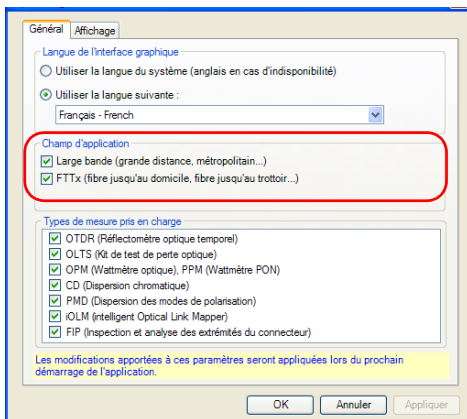 Général Affichage
Langue de l'interface graphique
Utiliser la langue du système (anglais en cas d'indisponibilité)
Utiliser la langue suivante :
Français - French
Champ d'application
Large bande (grande distance, métropolitain...)
FTTx (fibre jusqu'au domicile, fibre jusqu'au trottoir...)
Types de mesure pris en charge
OTDR (Réflectomètre optique temporel)
OLTS (Kit de test de perte optique)
OPM (Wattmètre optique), PPM (Wattmètre PON)
CD (Dispersion chromatique)
PMD (Dispersion des modes de polarisation)
iOLM (intelligent Optical Link Mapper)
FIP (Inspection et analyse des extrémités du connecteur)
Les modifications apportées à ces paramètres seront appliquées lors du prochain
démarrage de l'application.
OK Annuler Appliquer